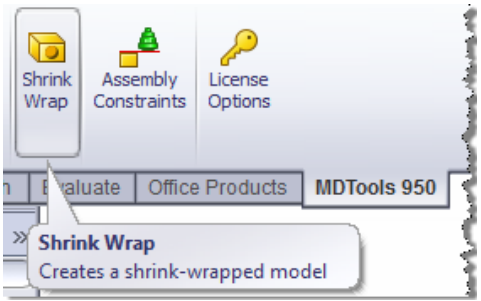 Shrink Wrap
Assembly Constraints
License Options
Evaluate
Office Products
MDTools 950
»
Shrink Wrap
Creates a shrink-wrapped model